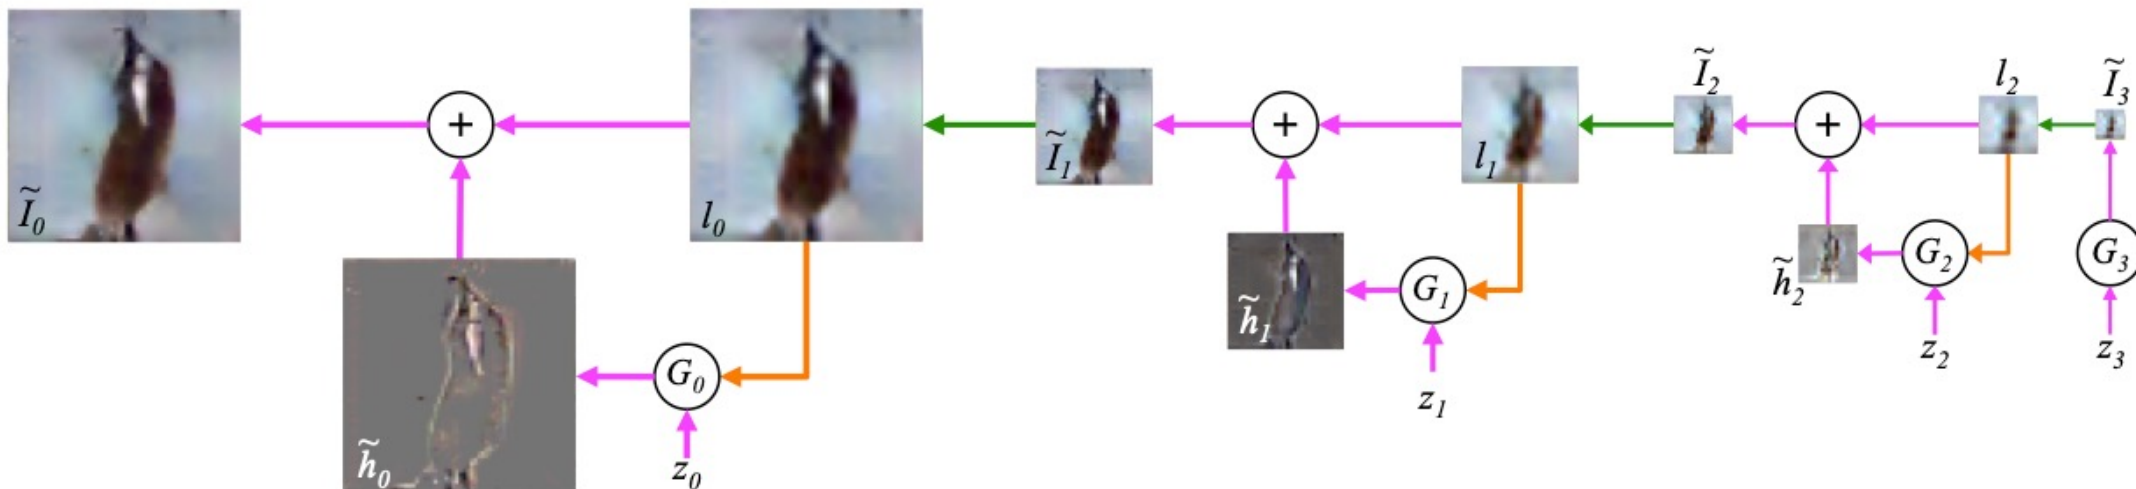 Ĩ₀
+
l₀
h̃₀
G₀
z₀
Ĩ₁
+
l₁
h̃₁
G₁
z₁
Ĩ₂
+
l₂
Ĩ₃
h̃₂
G₂
G₃
z₂
z₃